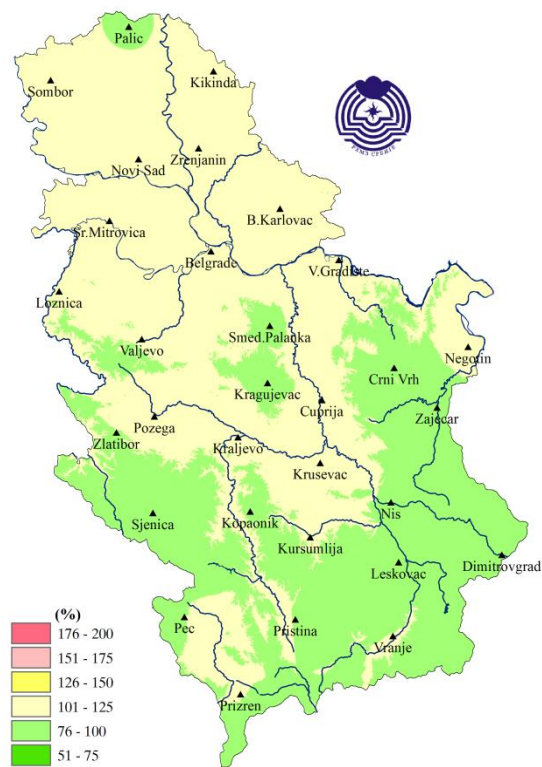 Palic
Sombor
Kikinda
Zrenjanin
Novi Sad
B.Karlovac
Sr.Mitrovica
Belgrade
V.Gradiste
Loznica
Smed.Palanka
Valjevo
Negotin
Crni Vrh
Kragujevac
Cuprija
Zajecar
Pozega
Zlatibor
Kraljevo
Krusevac
Nis
Sjenica
Kopaonik
Kursumlija
Dimitrovgrad
Leskovac
Pec
Pristina
Vranje
Prizren
(%)
176 - 200
151 - 175
126 - 150
101 - 125
76 - 100
51 - 75
РХМЗ СРБИЈЕ